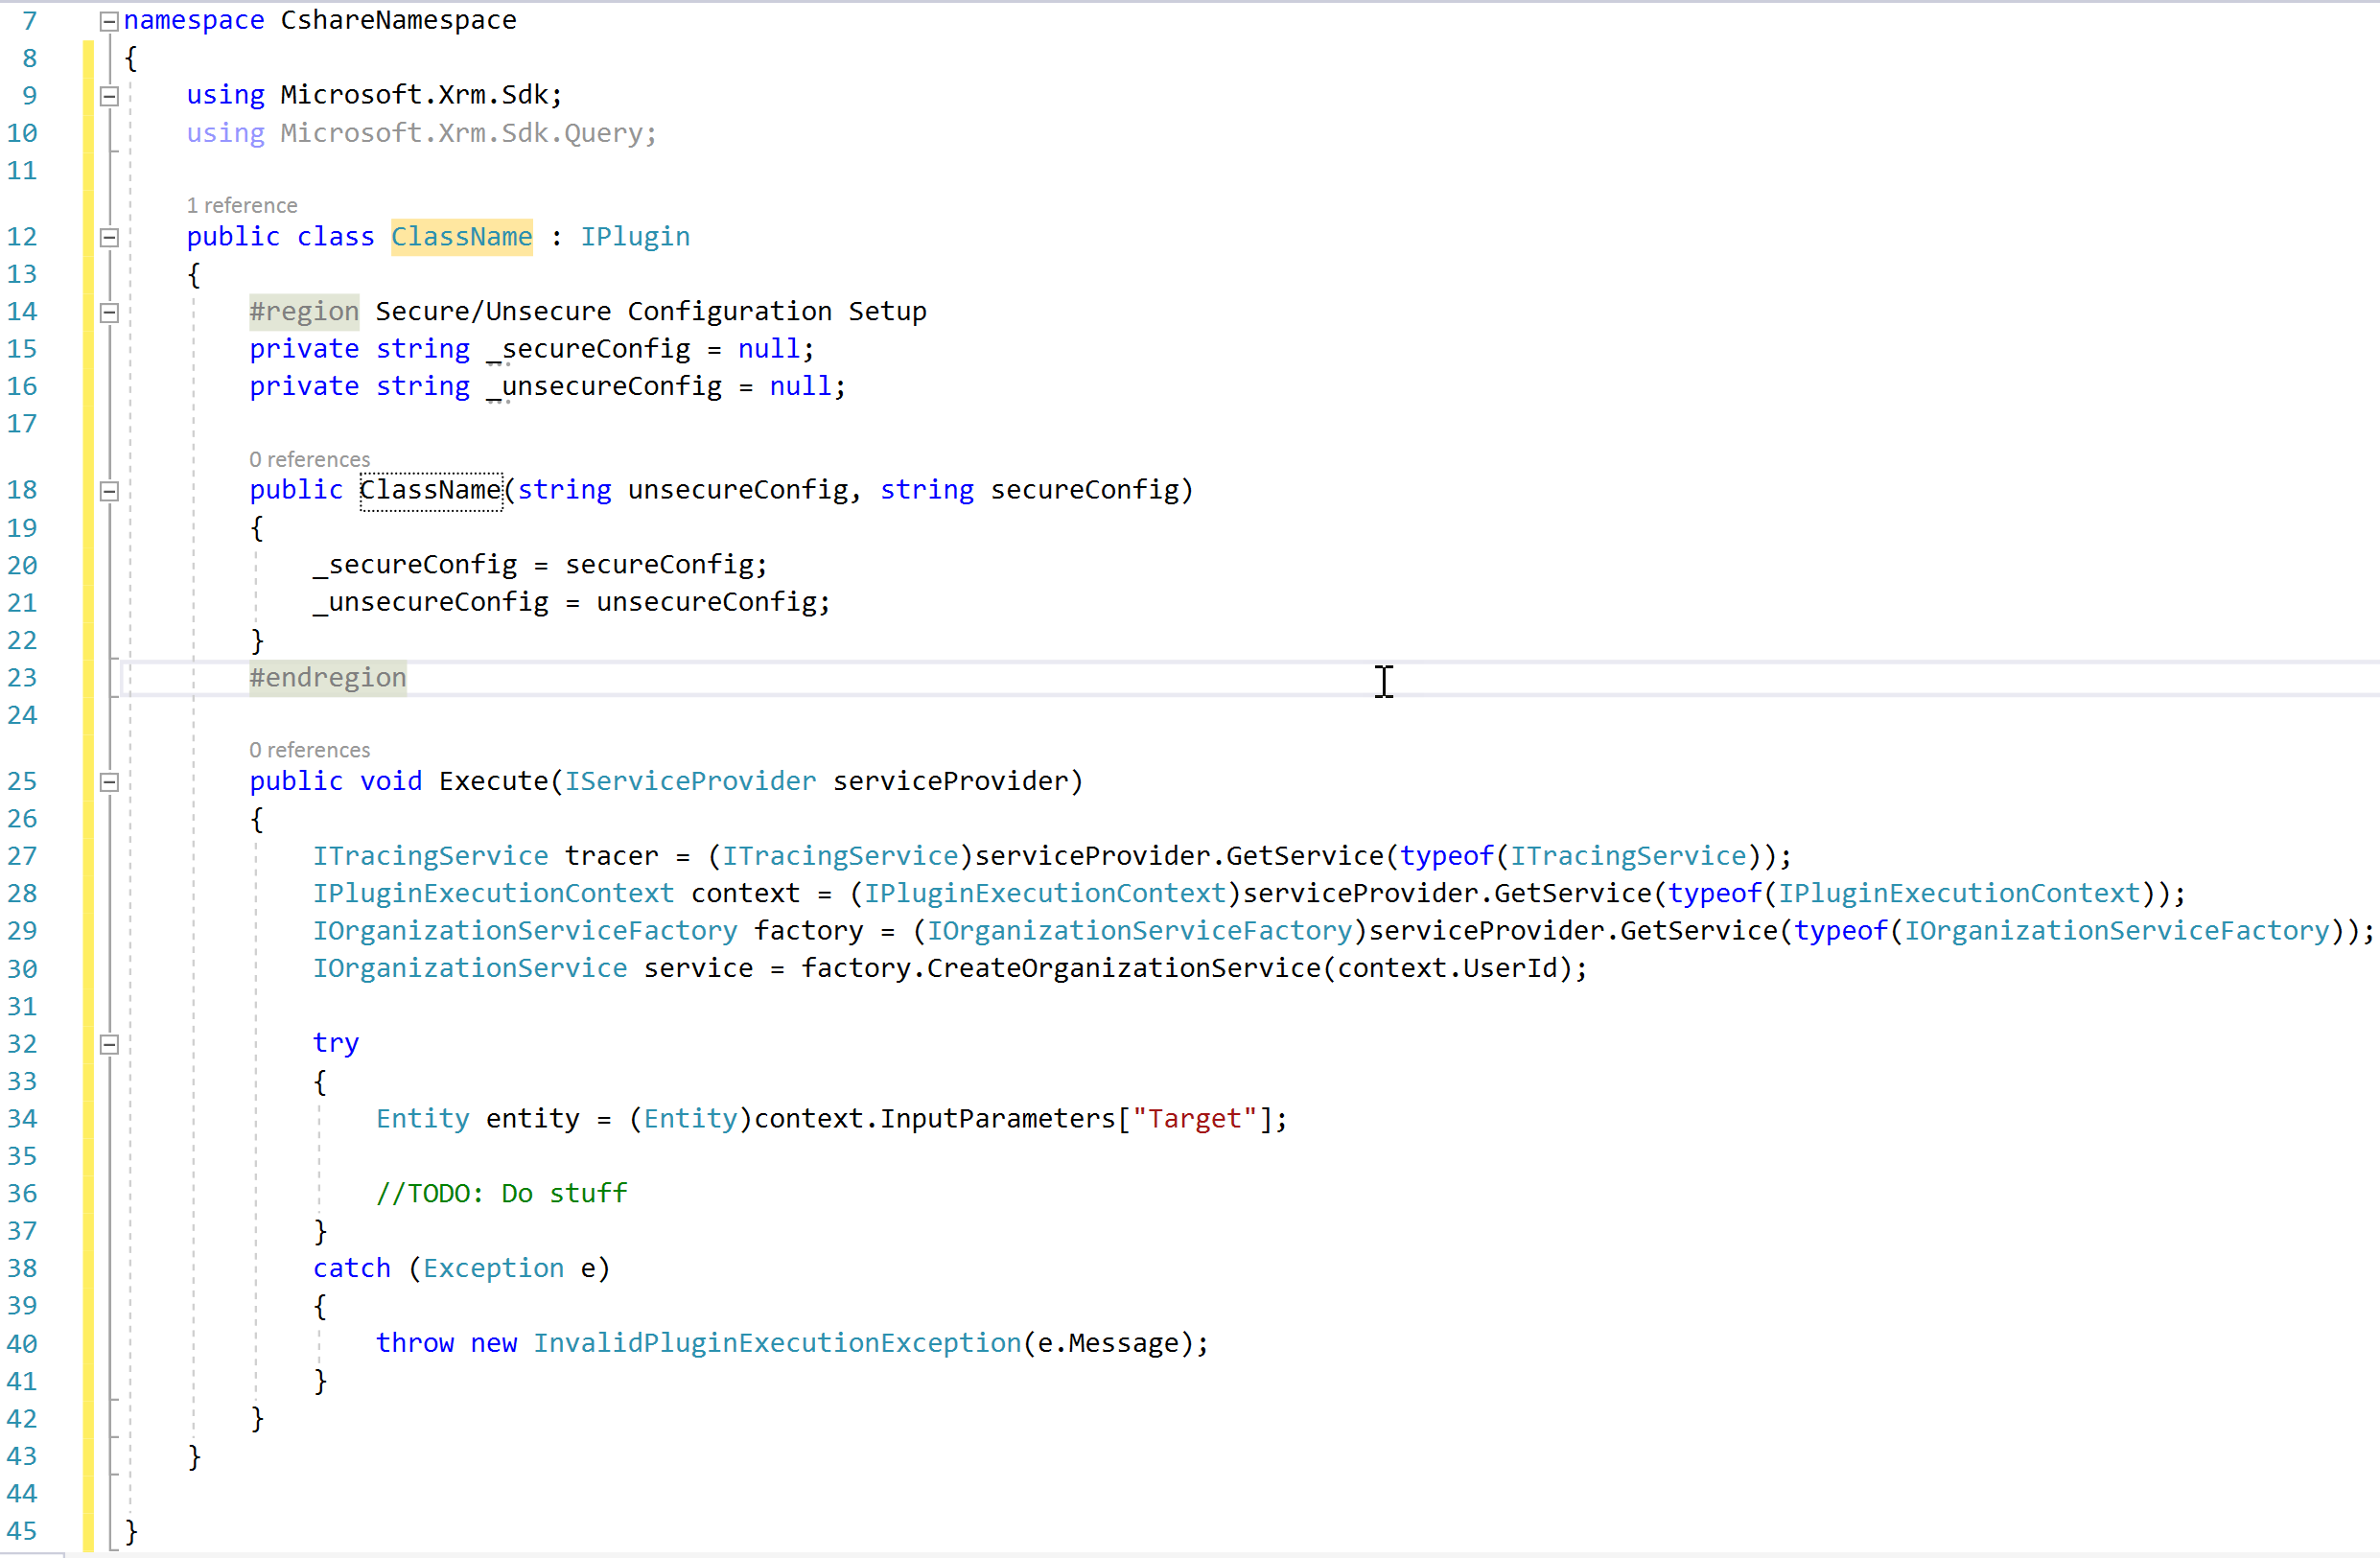 7 namespace CshareNamespace
8 {
9 using Microsoft.Xrm.Sdk;
10 using Microsoft.Xrm.Sdk.Query;
11
1 reference
12 public class ClassName : IPlugin
13 {
14 #region Secure/Unsecure Configuration Setup
15 private string _secureConfig = null;
16 private string _unsecureConfig = null;
17
0 references
18 public ClassName(string unsecureConfig, string secureConfig)
19 {
20 _secureConfig = secureConfig;
21 _unsecureConfig = unsecureConfig;
22 }
23 #endregion
24
0 references
25 public void Execute(IServiceProvider serviceProvider)
26 {
27 ITracingService tracer = (ITracingService)serviceProvider.GetService(typeof(ITracingService));
28 IPluginExecutionContext context = (IPluginExecutionContext)serviceProvider.GetService(typeof(IPluginExecutionContext));
29 IOrganizationServiceFactory factory = (IOrganizationServiceFactory)serviceProvider.GetService(typeof(IOrganizationServiceFactory));
30 IOrganizationService service = factory.CreateOrganizationService(context.UserId);
31
32 try
33 {
34 Entity entity = (Entity)context.InputParameters["Target"];
35
36 //TODO: Do stuff
37 }
38 catch (Exception e)
39 {
40 throw new InvalidPluginExecutionException(e.Message);
41 }
42 }
43 }
44
45 }